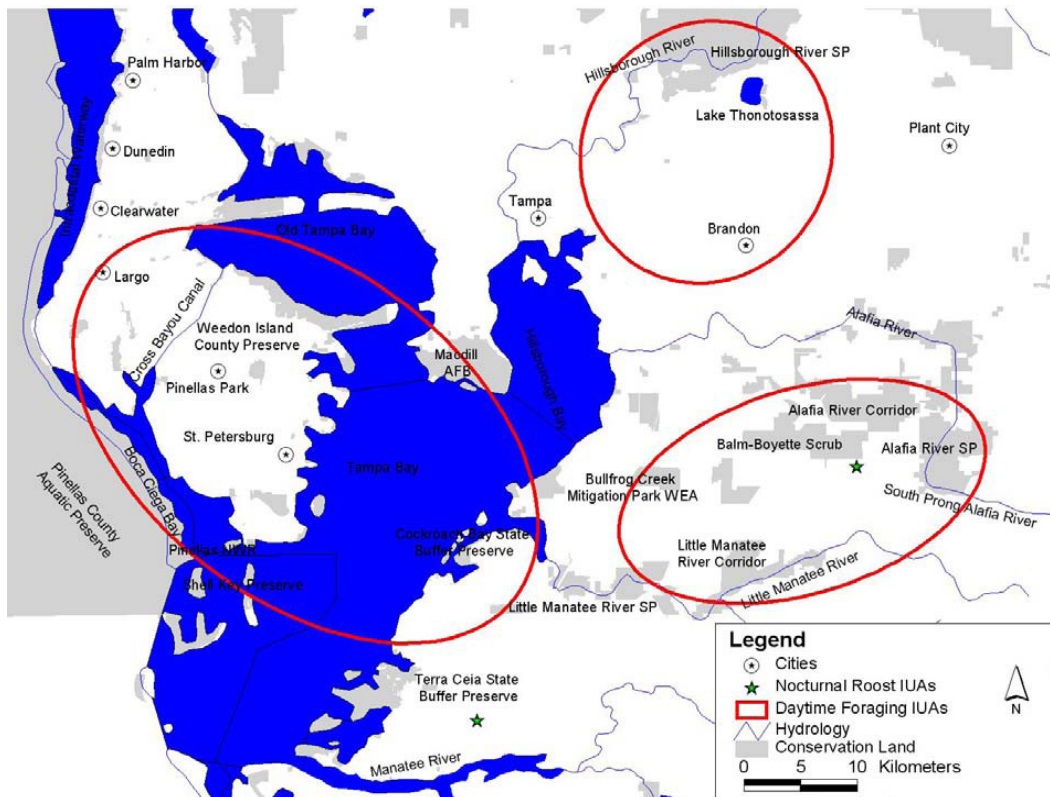 Palm Harbor
Hillsborough River
Hillsborough River SP
Lake Thonotosassa
Intracoastal Waterway
Dunedin
Plant City
Clearwater
Tampa
Old Tampa Bay
Brandon
Largo
Cross Bayou Canal
Weedon Island
County Preserve
Pinellas Park
Macdill
AFB
Hillsborough Bay
Alafia River
Alafia River Corridor
St. Petersburg
Balm-Boyette Scrub
Alafia River SP
Tampa Bay
Boca Ciega Bay
Pinellas County
Aquatic Preserve
Bullfrog Creek
Mitigation Park WEA
South Prong Alafia River
Cockroach Bay State
Buffer Preserve
Pinellas NWR
Shell Key Preserve
Little Manatee
River Corridor
Little Manatee River
Little Manatee River SP
Terra Ceia State
Buffer Preserve
Manatee River
Legend
Cities
Nocturnal Roost IUAs
Daytime Foraging IUAs
Hydrology
Conservation Land
0 5 10 Kilometers
N